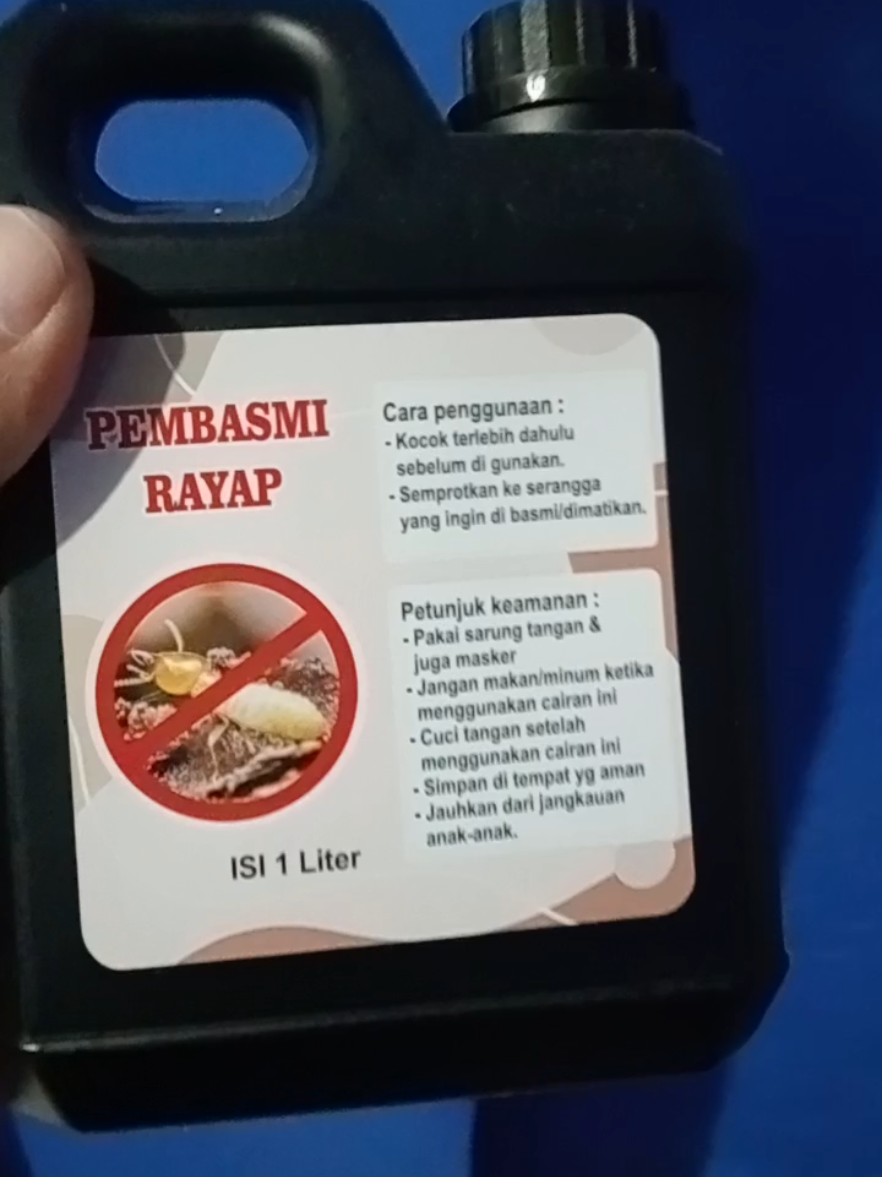 PEMBASMI
RAYAP
ISI 1 Liter
Cara penggunaan :
- Kocok terlebih dahulu
sebelum di gunakan.
- Semprotkan ke serangga
yang ingin di basmi/dimatikan.
Petunjuk keamanan :
- Pakai sarung tangan &
juga masker
- Jangan makan/minum ketika
menggunakan cairan ini
- Cuci tangan setelah
menggunakan cairan ini
- Simpan di tempat yg aman
- Jauhkan dari jangkauan
anak-anak.